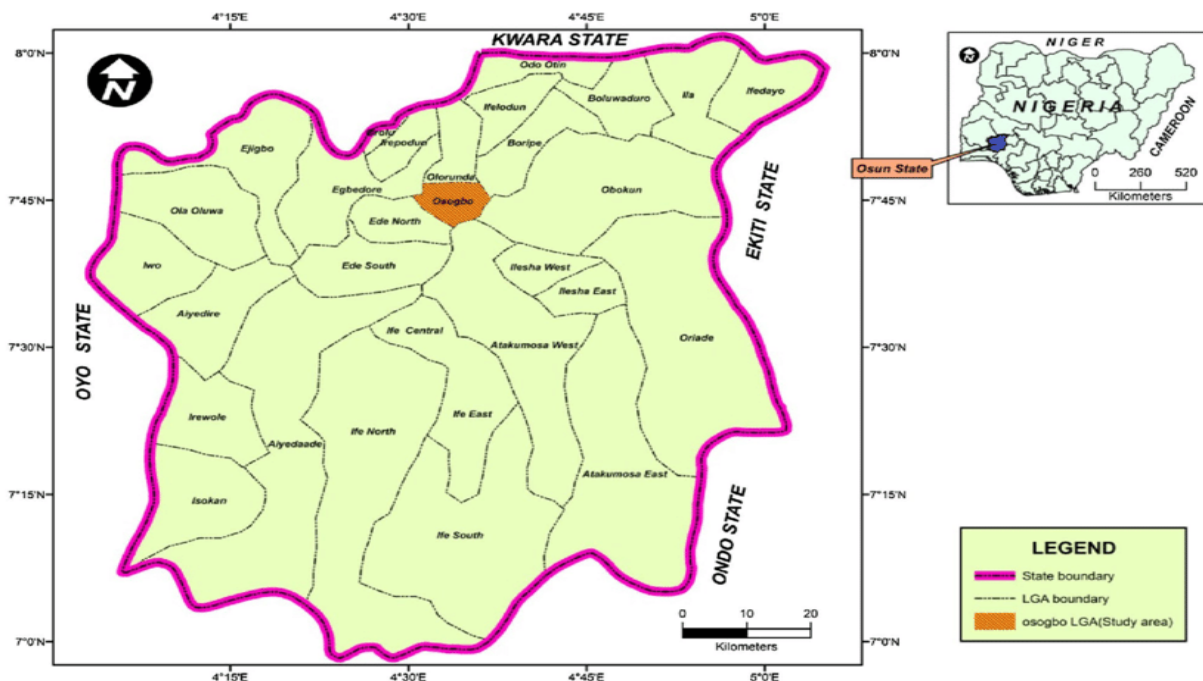 4°15'E
4°30'E
4°45'E
5°0'E
8°0'N
8°0'N
KWARA STATE
N
Odo Otin
Ila
Ifedayo
Ifelodun
Boluwaduro
Irepodun
Boripe
Ejigbo
Olorunda
Egbedore
Obokun
7°45'N
7°45'N
Osogbo
Ola Oluwa
Ede North
EKITI STATE
Iwo
Ede South
Ilesha West
Ilesha East
Aiyedire
OYO STATE
Ife Central
7°30'N
7°30'N
Atakumosa West
Oriade
Irewole
Ife East
Aiyedaade
Ife North
Atakumosa East
7°15'N
7°15'N
Isokan
Ife South
ONDO STATE
0 10 20
Kilometers
7°0'N
7°0'N
4°15'E
4°30'E
4°45'E
5°0'E
NIGER
N
NIGERIA
CAMEROON
Osun State
0 260 520
Kilometers
LEGEND
State boundary
LGA boundary
osogbo LGA(Study area)